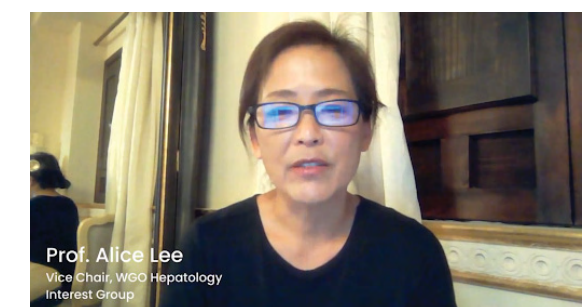 Prof. Alice Lee
Vice Chair, WGO Hepatology
Interest Group